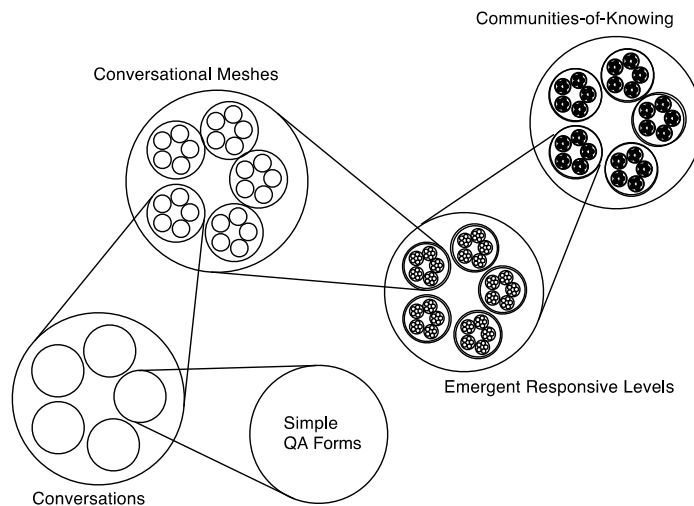 Communities-of-Knowing
Conversational Meshes
Emergent Responsive Levels
Simple
QA Forms
Conversations